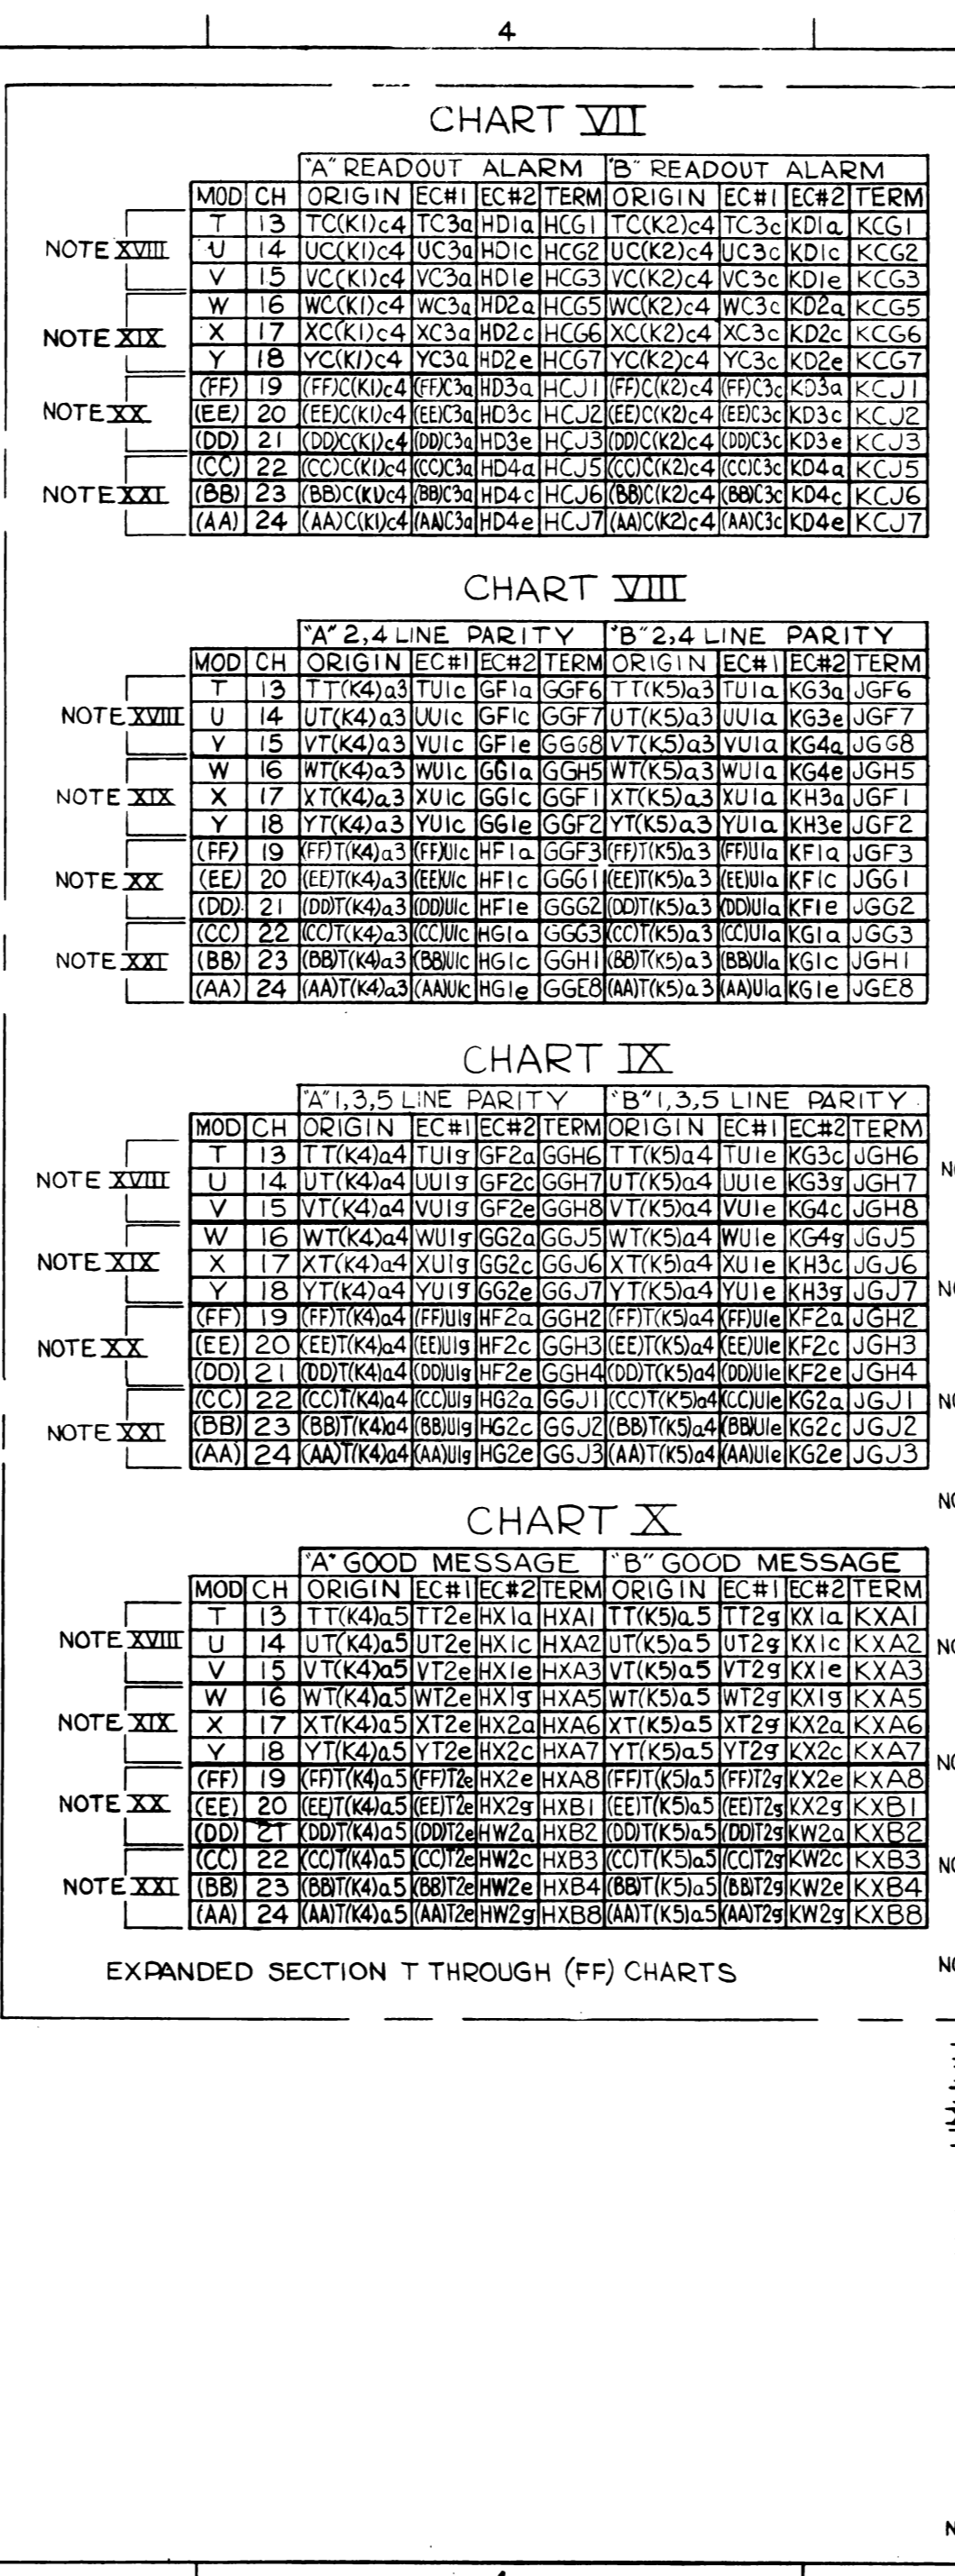 4
CHART VII
"A" READOUT ALARM "B" READOUT ALARM
MOD CH ORIGIN EC#1 EC#2 TERM ORIGIN EC#1 EC#2 TERM
T 13 TC(K1)c4 TC3a HD1a HCG1 TC(K2)c4 TC3c KD1a KCG1
NOTE XVIII U 14 UC(K1)c4 UC3a HD1c HCG2 UC(K2)c4 UC3c KD1c KCG2
V 15 VC(K1)c4 VC3a HD1e HCG3 VC(K2)c4 VC3c KD1e KCG3
W 16 WC(K1)c4 WC3a HD2a HCG5 WC(K2)c4 WC3c KD2a KCG5
NOTE XIX X 17 XC(K1)c4 XC3a HD2c HCG6 XC(K2)c4 XC3c KD2c KCG6
Y 18 YC(K1)c4 YC3a HD2e HCG7 YC(K2)c4 YC3c KD2e KCG7
(FF) 19 (FF)C(K1)c4 (FF)C3a HD3a HCJ1 (FF)C(K2)c4 (FF)C3c KD3a KCJ1
NOTE XX (EE) 20 (EE)C(K1)c4 (EE)C3a HD3c HCJ2 (EE)C(K2)c4 (EE)C3c KD3c KCJ2
(DD) 21 (DD)C(K1)c4 (DD)C3a HD3e HCJ3 (DD)C(K2)c4 (DD)C3c KD3e KCJ3
(CC) 22 (CC)C(K1)c4 (CC)C3a HD4a HCJ5 (CC)C(K2)c4 (CC)C3c KD4a KCJ5
NOTE XXI (BB) 23 (BB)C(K1)c4 (BB)C3a HD4c HCJ6 (BB)C(K2)c4 (BB)C3c KD4c KCJ6
(AA) 24 (AA)C(K1)c4 (AA)C3a HD4e HCJ7 (AA)C(K2)c4 (AA)C3c KD4e KCJ7
CHART VIII
"A" 2,4 LINE PARITY "B" 2,4 LINE PARITY
MOD CH ORIGIN EC#1 EC#2 TERM ORIGIN EC#1 EC#2 TERM
T 13 TT(K4)a3 TU1c GF1a GGF6 TT(K5)a3 TU1a KG3a JGF6
NOTE XVIII U 14 UT(K4)a3 UU1c GF1c GGF7 UT(K5)a3 UU1a KG3e JGF7
V 15 VT(K4)a3 VU1c GF1e GGG8 VT(K5)a3 VU1a KG4a JGG8
W 16 WT(K4)a3 WU1c GG1a GGH5 WT(K5)a3 WU1a KG4e JGH5
NOTE XIX X 17 XT(K4)a3 XU1c GG1c GGF1 XT(K5)a3 XU1a KH3a JGF1
Y 18 YT(K4)a3 YU1c GG1e GGF2 YT(K5)a3 YU1a KH3e JGF2
(FF) 19 (FF)T(K4)a3 (FF)U1c HF1a GGF3 (FF)T(K5)a3 (FF)U1a KF1a JGF3
NOTE XX (EE) 20 (EE)T(K4)a3 (EE)U1c HF1c GGG1 (EE)T(K5)a3 (EE)U1a KF1c JGG1
(DD) 21 (DD)T(K4)a3 (DD)U1c HF1e GGG2 (DD)T(K5)a3 (DD)U1a KF1e JGG2
(CC) 22 (CC)T(K4)a3 (CC)U1c HG1a GGG3 (CC)T(K5)a3 (CC)U1a KG1a JGG3
NOTE XXI (BB) 23 (BB)T(K4)a3 (BB)U1c HG1c GGH1 (BB)T(K5)a3 (BB)U1a KG1c JGH1
(AA) 24 (AA)T(K4)a3 (AA)U1c HG1e GGE8 (AA)T(K5)a3 (AA)U1a KG1e JGE8
CHART IX
"A" 1,3,5 LINE PARITY "B" 1,3,5 LINE PARITY
MOD CH ORIGIN EC#1 EC#2 TERM ORIGIN EC#1 EC#2 TERM
T 13 TT(K4)a4 TU1g GF2a GGH6 TT(K5)a4 TU1e KG3c JGH6
NOTE XVIII U 14 UT(K4)a4 UU1g GF2c GGH7 UT(K5)a4 UU1e KG3g JGH7
V 15 VT(K4)a4 VU1g GF2e GGH8 VT(K5)a4 VU1e KG4c JGH8
W 16 WT(K4)a4 WU1g GG2a GGJ5 WT(K5)a4 WU1e KG4g JGJ5
NOTE XIX X 17 XT(K4)a4 XU1g GG2c GGJ6 XT(K5)a4 XU1e KH3c JGJ6
Y 18 YT(K4)a4 YU1g GG2e GGJ7 YT(K5)a4 YU1e KH3g JGJ7
(FF) 19 (FF)T(K4)a4 (FF)U1g HF2a GGH2 (FF)T(K5)a4 (FF)U1e KF2a JGH2
NOTE XX (EE) 20 (EE)T(K4)a4 (EE)U1g HF2c GGH3 (EE)T(K5)a4 (EE)U1e KF2c JGH3
(DD) 21 (DD)T(K4)a4 (DD)U1g HF2e GGH4 (DD)T(K5)a4 (DD)U1e KF2e JGH4
(CC) 22 (CC)T(K4)a4 (CC)U1g HG2a GGJ1 (CC)T(K5)a4 (CC)U1e KG2a JGJ1
NOTE XXI (BB) 23 (BB)T(K4)a4 (BB)U1g HG2c GGJ2 (BB)T(K5)a4 (BB)U1e KG2c JGJ2
(AA) 24 (AA)T(K4)a4 (AA)U1g HG2e GGJ3 (AA)T(K5)a4 (AA)U1e KG2e JGJ3
CHART X
"A" GOOD MESSAGE "B" GOOD MESSAGE
MOD CH ORIGIN EC#1 EC#2 TERM ORIGIN EC#1 EC#2 TERM
T 13 TT(K4)a5 TT2e HX1a HXA1 TT(K5)a5 TT2g KX1a KXA1
NOTE XVIII U 14 UT(K4)a5 UT2e HX1c HXA2 UT(K5)a5 UT2g KX1c KXA2
V 15 VT(K4)a5 VT2e HX1e HXA3 VT(K5)a5 VT2g KX1e KXA3
W 16 WT(K4)a5 WT2e HX1g HXA5 WT(K5)a5 WT2g KX1g KXA5
NOTE XIX X 17 XT(K4)a5 XT2e HX2a HXA6 XT(K5)a5 XT2g KX2a KXA6
Y 18 YT(K4)a5 YT2e HX2c HXA7 YT(K5)a5 YT2g KX2c KXA7
(FF) 19 (FF)T(K4)a5 (FF)T2e HX2e HXA8 (FF)T(K5)a5 (FF)T2g KX2e KXA8
NOTE XX (EE) 20 (EE)T(K4)a5 (EE)T2e HX2g HXB1 (EE)T(K5)a5 (EE)T2g KX2g KXB1
(DD) 21 (DD)T(K4)a5 (DD)T2e HW2a HXB2 (DD)T(K5)a5 (DD)T2g KW2a KXB2
(CC) 22 (CC)T(K4)a5 (CC)T2e HW2c HXB3 (CC)T(K5)a5 (CC)T2g KW2c KXB3
NOTE XXI (BB) 23 (BB)T(K4)a5 (BB)T2e HW2e HXB4 (BB)T(K5)a5 (BB)T2g KW2e KXB4
(AA) 24 (AA)T(K4)a5 (AA)T2e HW2g HXB8 (AA)T(K5)a5 (AA)T2g KW2g KXB8
EXPANDED SECTION T THROUGH (FF) CHARTS